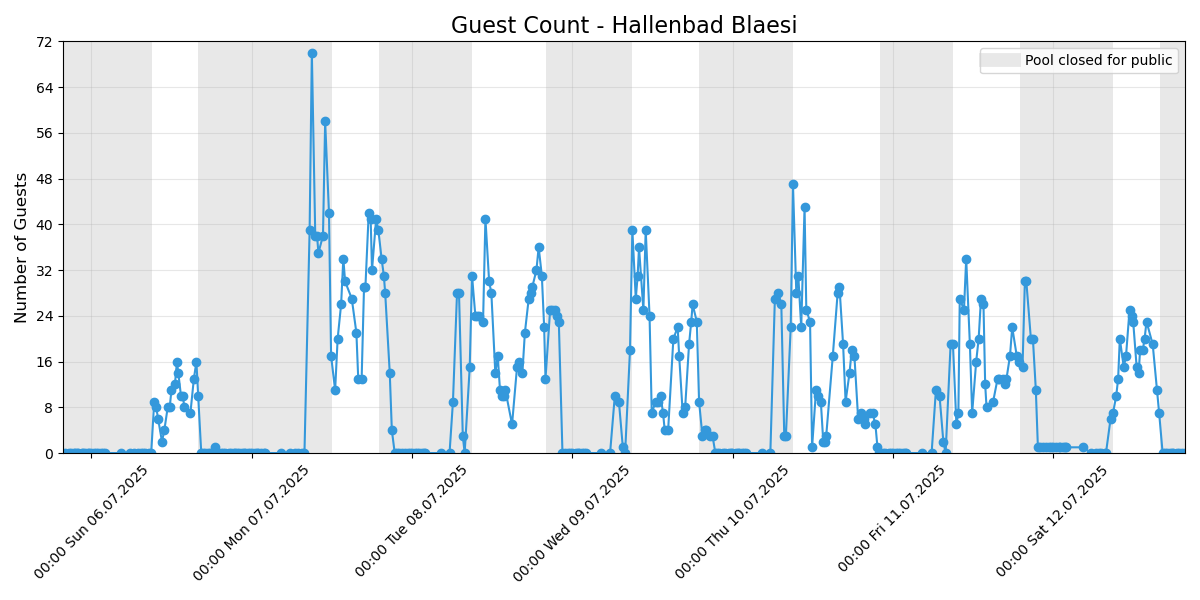 Guest Count - Hallenbad Blaesi
Pool closed for public
Number of Guests
72
64
56
48
40
32
24
16
8
0
00:00 Sun 06.07.2025
00:00 Mon 07.07.2025
00:00 Tue 08.07.2025
00:00 Wed 09.07.2025
00:00 Thu 10.07.2025
00:00 Fri 11.07.2025
00:00 Sat 12.07.2025